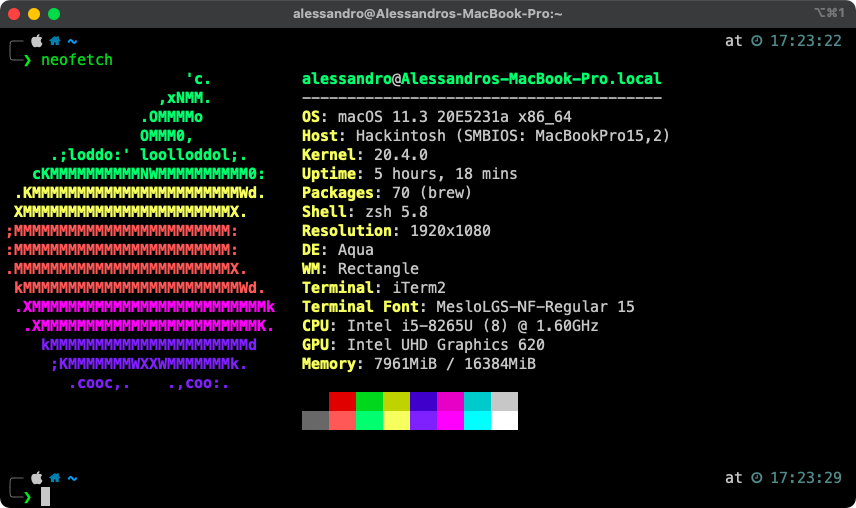 alessandro@Alessandros-MacBook-Pro:~
⌥⌘1
~ at 17:23:22
❯ neofetch
'c.
,xNMM.
.OMMMMo
OMMM0,
.;loddo:' loolloddol;.
cKMMMMMMMMMMNWMMMMMMMMMM0:
.KMMMMMMMMMMMMMMMMMMMMMMMWd.
XMMMMMMMMMMMMMMMMMMMMMMMX.
;MMMMMMMMMMMMMMMMMMMMMMMM:
:MMMMMMMMMMMMMMMMMMMMMMMM:
.MMMMMMMMMMMMMMMMMMMMMMMMX.
kMMMMMMMMMMMMMMMMMMMMMMMMWd.
.XMMMMMMMMMMMMMMMMMMMMMMMMMMk
.XMMMMMMMMMMMMMMMMMMMMMMMMK.
kMMMMMMMMMMMMMMMMMMMMMMd
;KMMMMMMMWXXWMMMMMMMk.
.cooc,. .,coo:.
alessandro@Alessandros-MacBook-Pro.local
----------------------------------------
OS: macOS 11.3 20E5231a x86_64
Host: Hackintosh (SMBIOS: MacBookPro15,2)
Kernel: 20.4.0
Uptime: 5 hours, 18 mins
Packages: 70 (brew)
Shell: zsh 5.8
Resolution: 1920x1080
DE: Aqua
WM: Rectangle
Terminal: iTerm2
Terminal Font: MesloLGS-NF-Regular 15
CPU: Intel i5-8265U (8) @ 1.60GHz
GPU: Intel UHD Graphics 620
Memory: 7961MiB / 16384MiB
~ at 17:23:29
❯